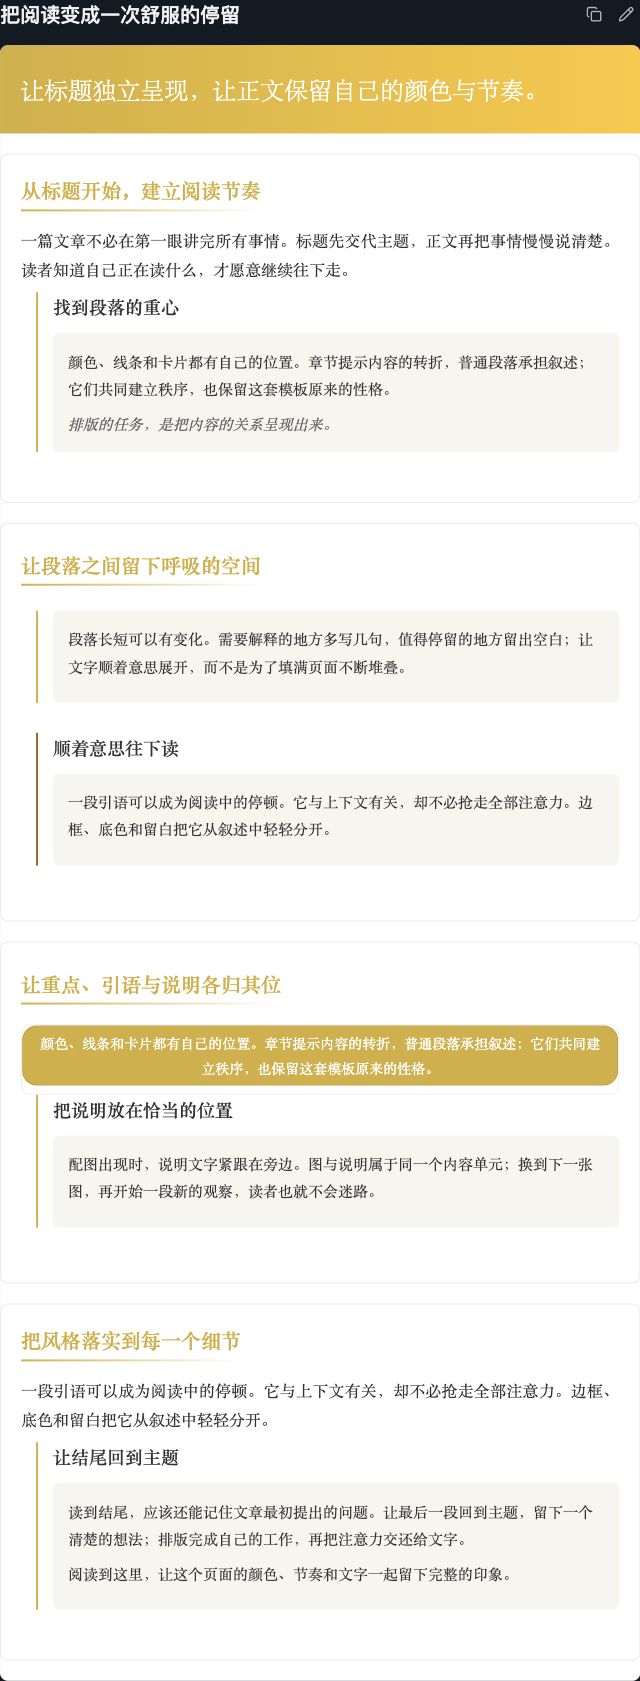 把阅读变成一次舒服的停留
让标题独立呈现，让正文保留自己的颜色与节奏。
从标题开始，建立阅读节奏
一篇文章不必在第一眼讲完所有事情。标题先交代主题，正文再把事情慢慢说清楚。
读者知道自己正在读什么，才愿意继续往下走。
找到段落的重心
颜色、线条和卡片都有自己的位置。章节提示内容的转折，普通段落承担叙述；
它们共同建立秩序，也保留这套模板原来的性格。
排版的任务，是把内容的关系呈现出来。
让段落之间留下呼吸的空间
段落长短可以有变化。需要解释的地方多写几句，值得停留的地方留出空白；让
文字顺着意思展开，而不是为了填满页面不断堆叠。
顺着意思往下读
一段引语可以成为阅读中的停顿。它与上下文有关，却不必抢走全部注意力。边
框、底色和留白把它从叙述中轻轻分开。
让重点、引语与说明各归其位
颜色、线条和卡片都有自己的位置。章节提示内容的转折，普通段落承担叙述；它们共同建
立秩序，也保留这套模板原来的性格。
把说明放在恰当的位置
配图出现时，说明文字紧跟在旁边。图与说明属于同一个内容单元；换到下一张
图，再开始一段新的观察，读者也就不会迷路。
把风格落实到每一个细节
一段引语可以成为阅读中的停顿。它与上下文有关，却不必抢走全部注意力。边框、
底色和留白把它从叙述中轻轻分开。
让结尾回到主题
读到结尾，应该还能记住文章最初提出的问题。让最后一段回到主题，留下一个
清楚的想法；排版完成自己的工作，再把注意力交还给文字。
阅读到这里，让这个页面的颜色、节奏和文字一起留下完整的印象。